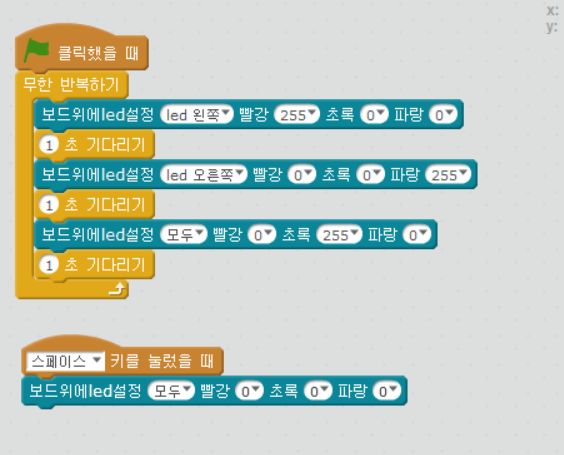 x:
y:
클릭했을 때
무한 반복하기
보드위에led설정 led 왼쪽 빨강 255 초록 0 파랑 0
1 초 기다리기
보드위에led설정 led 오른쪽 빨강 0 초록 0 파랑 255
1 초 기다리기
보드위에led설정 모두 빨강 0 초록 255 파랑 0
1 초 기다리기
스페이스 키를 눌렀을 때
보드위에led설정 모두 빨강 0 초록 0 파랑 0